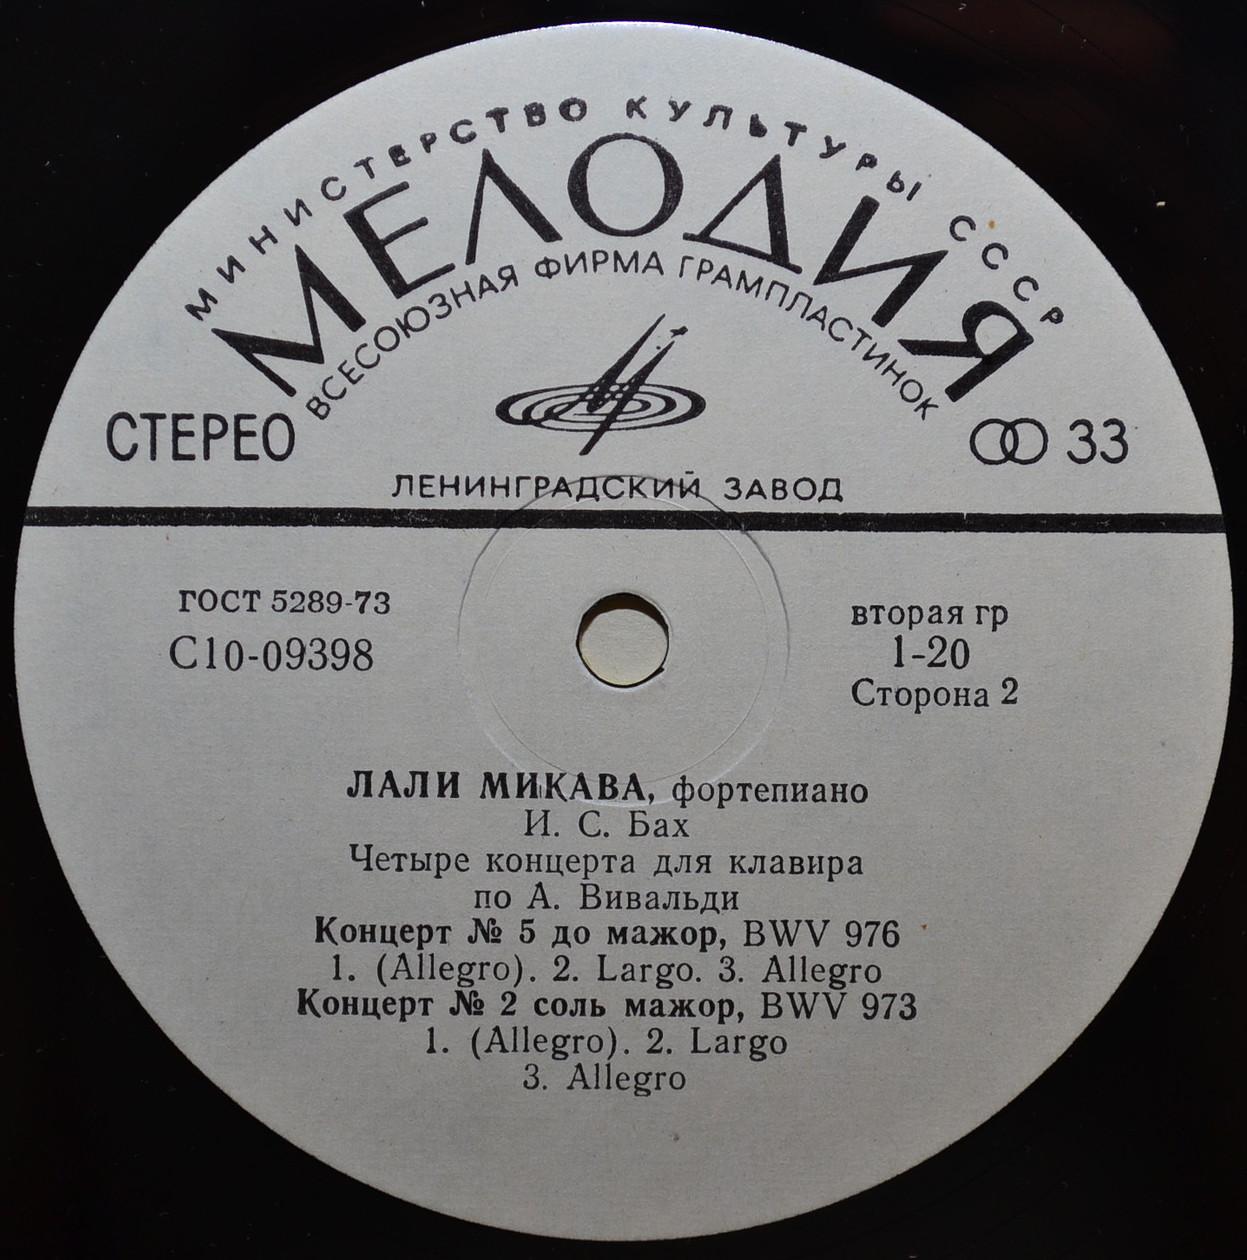 МИНИСТЕРСТВО КУЛЬТУРЫ СССР
МЕЛОДИЯ
ВСЕСОЮЗНАЯ ФИРМА ГРАМПЛАСТИНОК
СТЕРЕО
33
ЛЕНИНГРАДСКИЙ ЗАВОД
ГОСТ 5289-73
С10-09398
вторая гр
1-20
Сторона 2
ЛАЛИ МИКАВА, фортепиано
И. С. Бах
Четыре концерта для клавира
по А. Вивальди
Концерт № 5 до мажор, BWV 976
1. (Allegro). 2. Largo. 3. Allegro
Концерт № 2 соль мажор, BWV 973
1. (Allegro). 2. Largo
3. Allegro